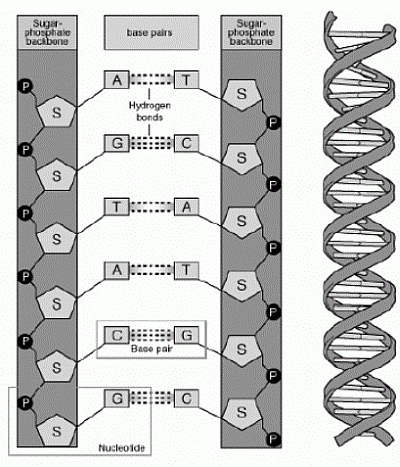 Sugar-
phosphate
backbone
base pairs
Sugar-
phosphate
backbone
A T
P S S
Hydrogen
bonds
P
G C
P S S
P
T A
P S S
P
A T
P S S
P
C G
Base pair
P S S
P
G C
P S S
Nucleotide
P